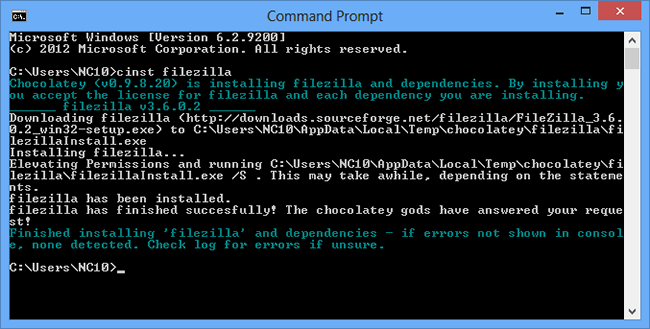 Command Prompt
Microsoft Windows [Version 6.2.9200]
(c) 2012 Microsoft Corporation. All rights reserved.
C:\Users\NC10>cinst filezilla
Chocolatey (v0.9.8.20) is installing filezilla and dependencies. By installing y
ou accept the license for filezilla and each dependency you are installing.
______ filezilla v3.6.0.2 ______
Downloading filezilla (http://downloads.sourceforge.net/filezilla/FileZilla_3.6.
0.2_win32-setup.exe) to C:\Users\NC10\AppData\Local\Temp\chocolatey\filezilla\fi
lezillaInstall.exe
Installing filezilla...
Elevating Permissions and running C:\Users\NC10\AppData\Local\Temp\chocolatey\fi
lezilla\filezillaInstall.exe /S . This may take awhile, depending on the stateme
nts.
filezilla has been installed.
filezilla has finished succesfully! The chocolatey gods have answered your reque
st!
Finished installing 'filezilla' and dependencies - if errors not shown in consol
e, none detected. Check log for errors if unsure.
C:\Users\NC10>_